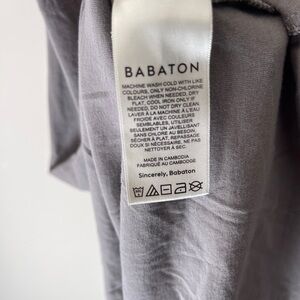 BABATON
MACHINE WASH COLD WITH LIKE
COLOURS, ONLY NON-CHLORINE
BLEACH WHEN NEEDED, DRY
FLAT, COOL IRON ONLY IF
NEEDED, DO NOT DRY CLEAN.
LAVER À LA MACHINE À L'EAU
FROIDE AVEC COULEURS
SEMBLABLES, UTILISER
SEULEMENT UN JAVELLISANT
SANS CHLORE AU BESOIN,
SÉCHER À PLAT, REPASSAGE
DOUX SI NÉCESSAIRE, NE PAS
NETTOYER À SEC.
MADE IN CAMBODIA
FABRIQUÉ AU CAMBODGE
Sincerely, Babaton